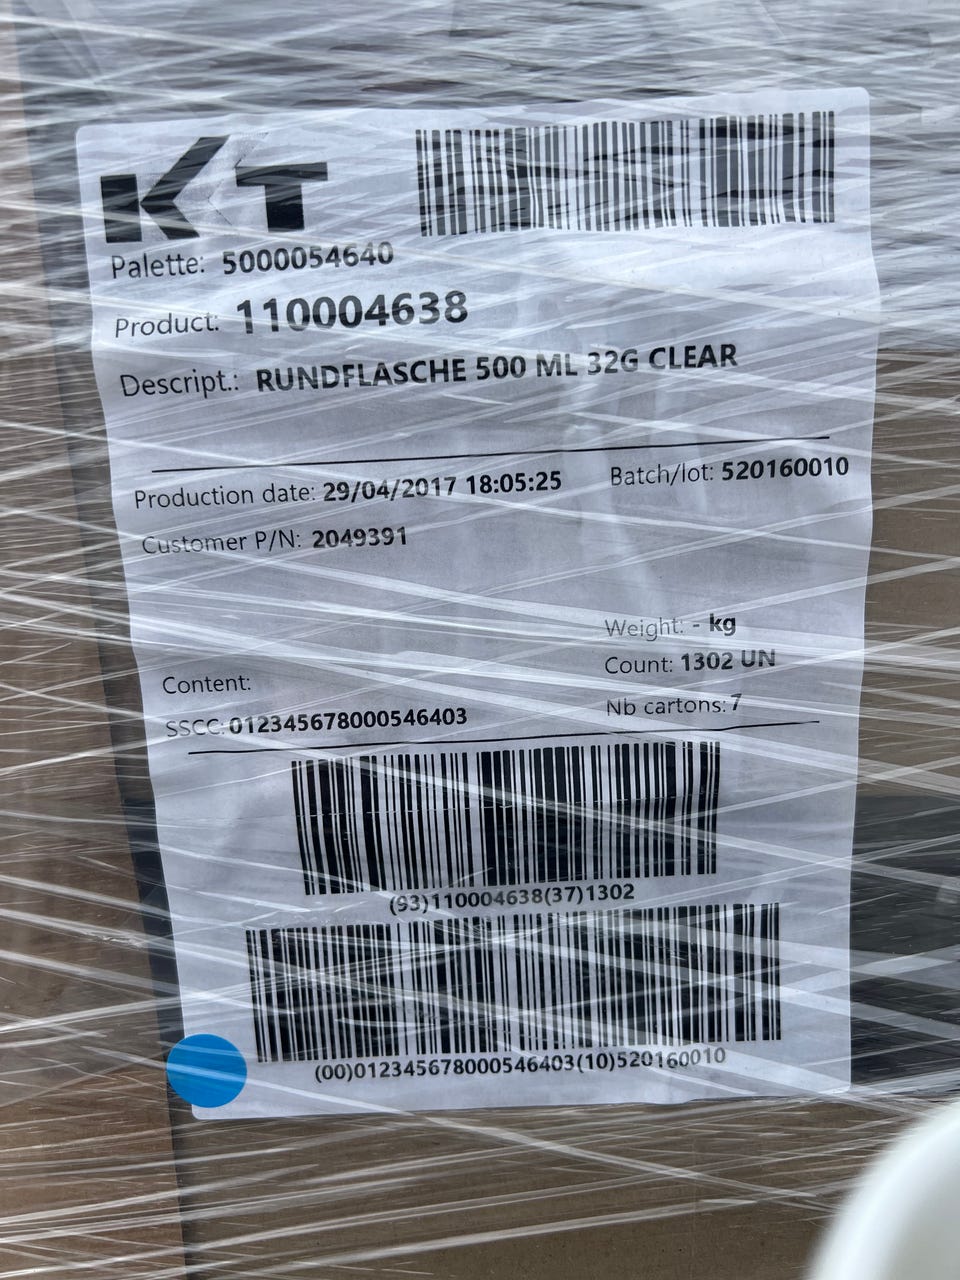 KT
Palette: 5000054640
Product: 110004638
Descript.: RUNDFLASCHE 500 ML 32G CLEAR
Production date: 29/04/2017 18:05:25 Batch/lot: 520160010
Customer P/N: 2049391
Weight: - kg
Count: 1302 UN
Content:
Nb cartons: 7
SSCC: 012345678000546403
(93)110004638(37)1302
(00)012345678000546403(10)520160010